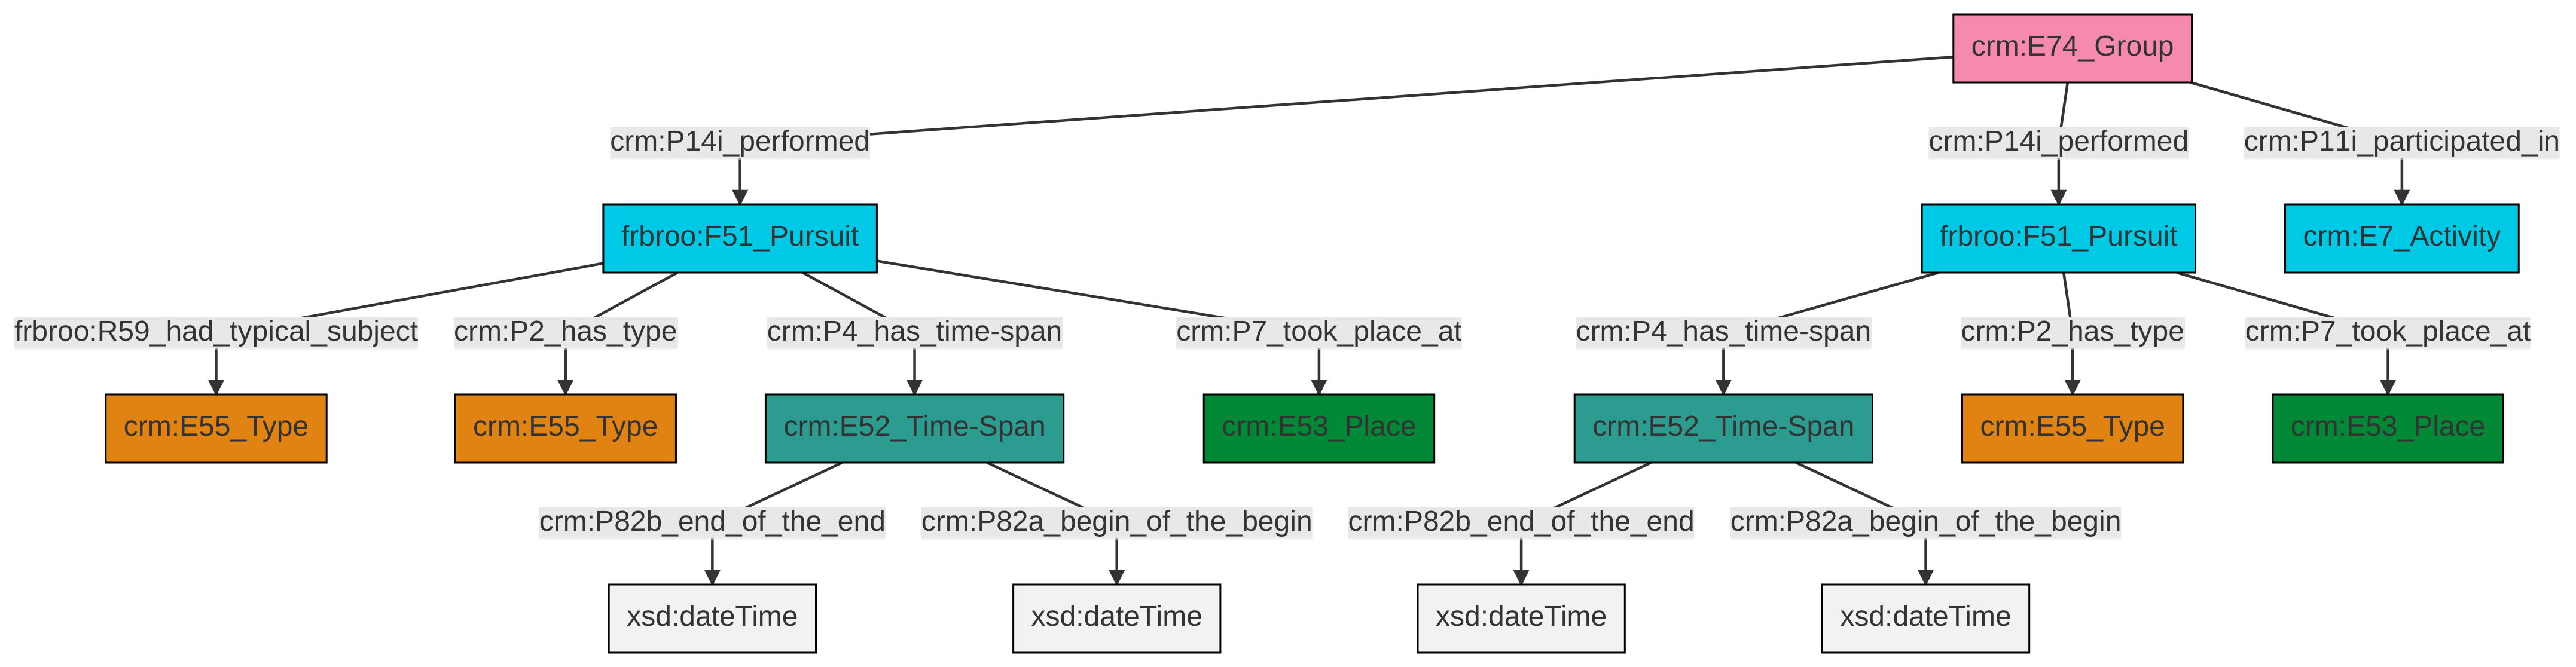 crm:E74_Group
crm:P14i_performed
crm:P14i_performed
crm:P11i_participated_in
frbroo:F51_Pursuit
frbroo:F51_Pursuit
crm:E7_Activity
frbroo:R59_had_typical_subject
crm:P2_has_type
crm:P4_has_time-span
crm:P7_took_place_at
crm:P4_has_time-span
crm:P2_has_type
crm:P7_took_place_at
crm:E55_Type
crm:E55_Type
crm:E52_Time-Span
crm:E53_Place
crm:E52_Time-Span
crm:E55_Type
crm:E53_Place
crm:P82b_end_of_the_end
crm:P82a_begin_of_the_begin
crm:P82b_end_of_the_end
crm:P82a_begin_of_the_begin
xsd:dateTime
xsd:dateTime
xsd:dateTime
xsd:dateTime